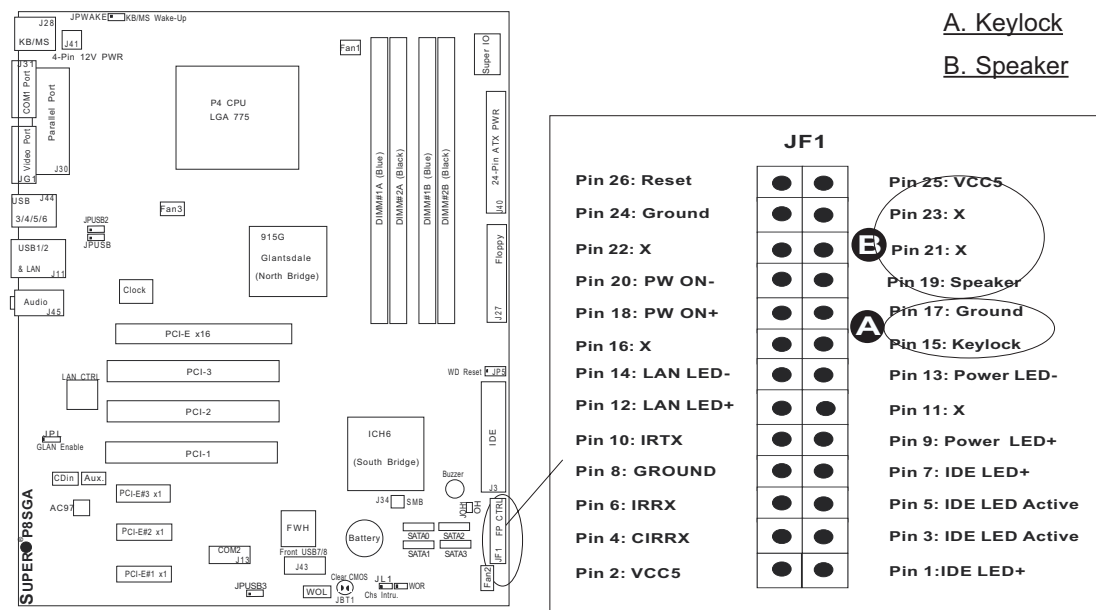 A. Keylock
B. Speaker
JPWAKE
KB/MS Wake-Up
J28
KB/MS
J41
4-Pin 12V PWR
Fan1
Super IO
J31
COM1 Port
Parallel Port
J30
Video Port
JG1
P4 CPU
LGA 775
DIMM#1A (Blue)
DIMM#2A (Black)
DIMM#1B (Blue)
DIMM#2B (Black)
24-Pin ATX PWR
J40
USB
J44
3/4/5/6
JPUSB2
JPUSB
Fan3
USB1/2
& LAN
J11
915G
Glantsdale
(North Bridge)
Floppy
J27
Clock
Audio
J45
PCI-E x16
PCI-3
LAN CTRL
WD Reset
JP5
PCI-2
JPL
GLAN Enable
PCI-1
ICH6
(South Bridge)
IDE
J3
CDin
Aux.
Buzzer
PCI-E#3 x1
AC97
J34
SMB
JOH
OH
FP CTRL
JF1
PCI-E#2 x1
FWH
Battery
SATA0
SATA2
SATA1
SATA3
COM2
J13
Front USB7/8
J43
PCI-E#1 x1
Fan2
Clear CMOS
JL1
WOR
JPUSB3
WOL
JBT1
Chs Intru.
SUPER P8SGA
JF1
Pin 26: Reset
Pin 25: VCC5
Pin 24: Ground
Pin 23: X
Pin 22: X
B
Pin 21: X
Pin 20: PW ON-
Pin 19: Speaker
Pin 18: PW ON+
A
Pin 17: Ground
Pin 16: X
Pin 15: Keylock
Pin 14: LAN LED-
Pin 13: Power LED-
Pin 12: LAN LED+
Pin 11: X
Pin 10: IRTX
Pin 9: Power LED+
Pin 8: GROUND
Pin 7: IDE LED+
Pin 6: IRRX
Pin 5: IDE LED Active
Pin 4: CIRRX
Pin 3: IDE LED Active
Pin 2: VCC5
Pin 1:IDE LED+